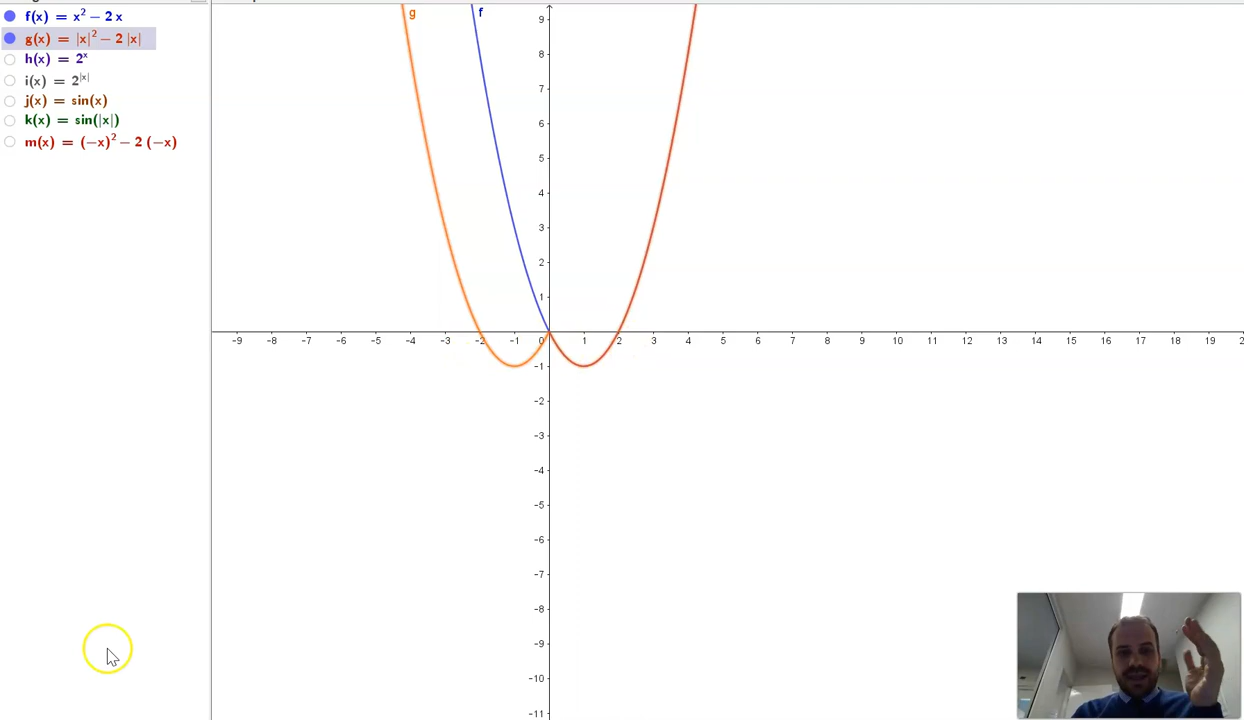 f(x) = x² − 2 x
g(x) = |x|² − 2 |x|
h(x) = 2ˣ
i(x) = 2^|x|
j(x) = sin(x)
k(x) = sin(|x|)
m(x) = (−x)² − 2 (−x)
g f
9
8
7
6
5
4
3
2
1
-9 -8 -7 -6 -5 -4 -3 -2 -1 0 1 2 3 4 5 6 7 8 9 10 11 12 13 14 15 16 17 18 19 2
-1
-2
-3
-4
-5
-6
-7
-8
-9
-10
-11